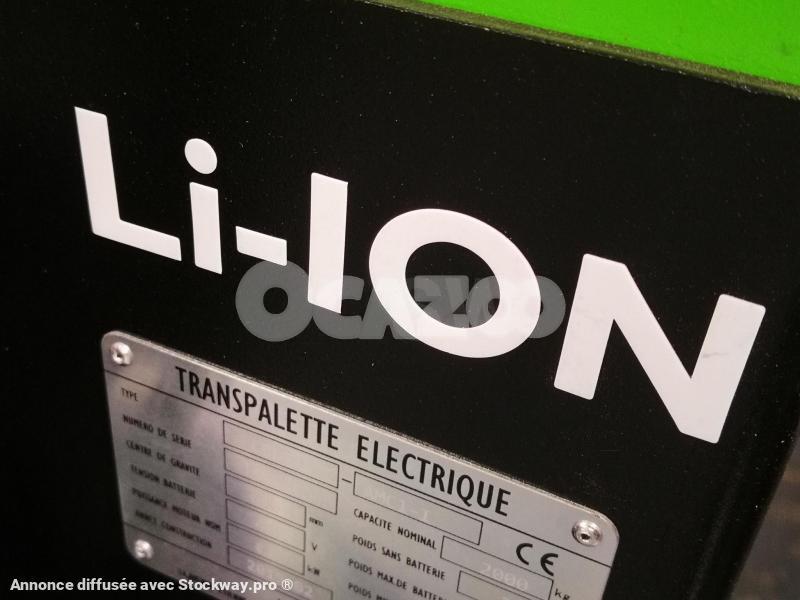 Li-ION
OCAZOO
TRANSPALETTE ELECTRIQUE
TYPE
NUMERO DE SERIE
CENTRE DE GRAVITE
mm
TENSION BATTERIE
V
PUISSANCE MOTEUR NOM
kW
ANNEE CONSTRUCTION
CAPACITE NOMINAL
2000 kg
POIDS SANS BATTERIE
POIDS MAX.DE BATTERIE
CE
Annonce diffusée avec Stockway.pro ®